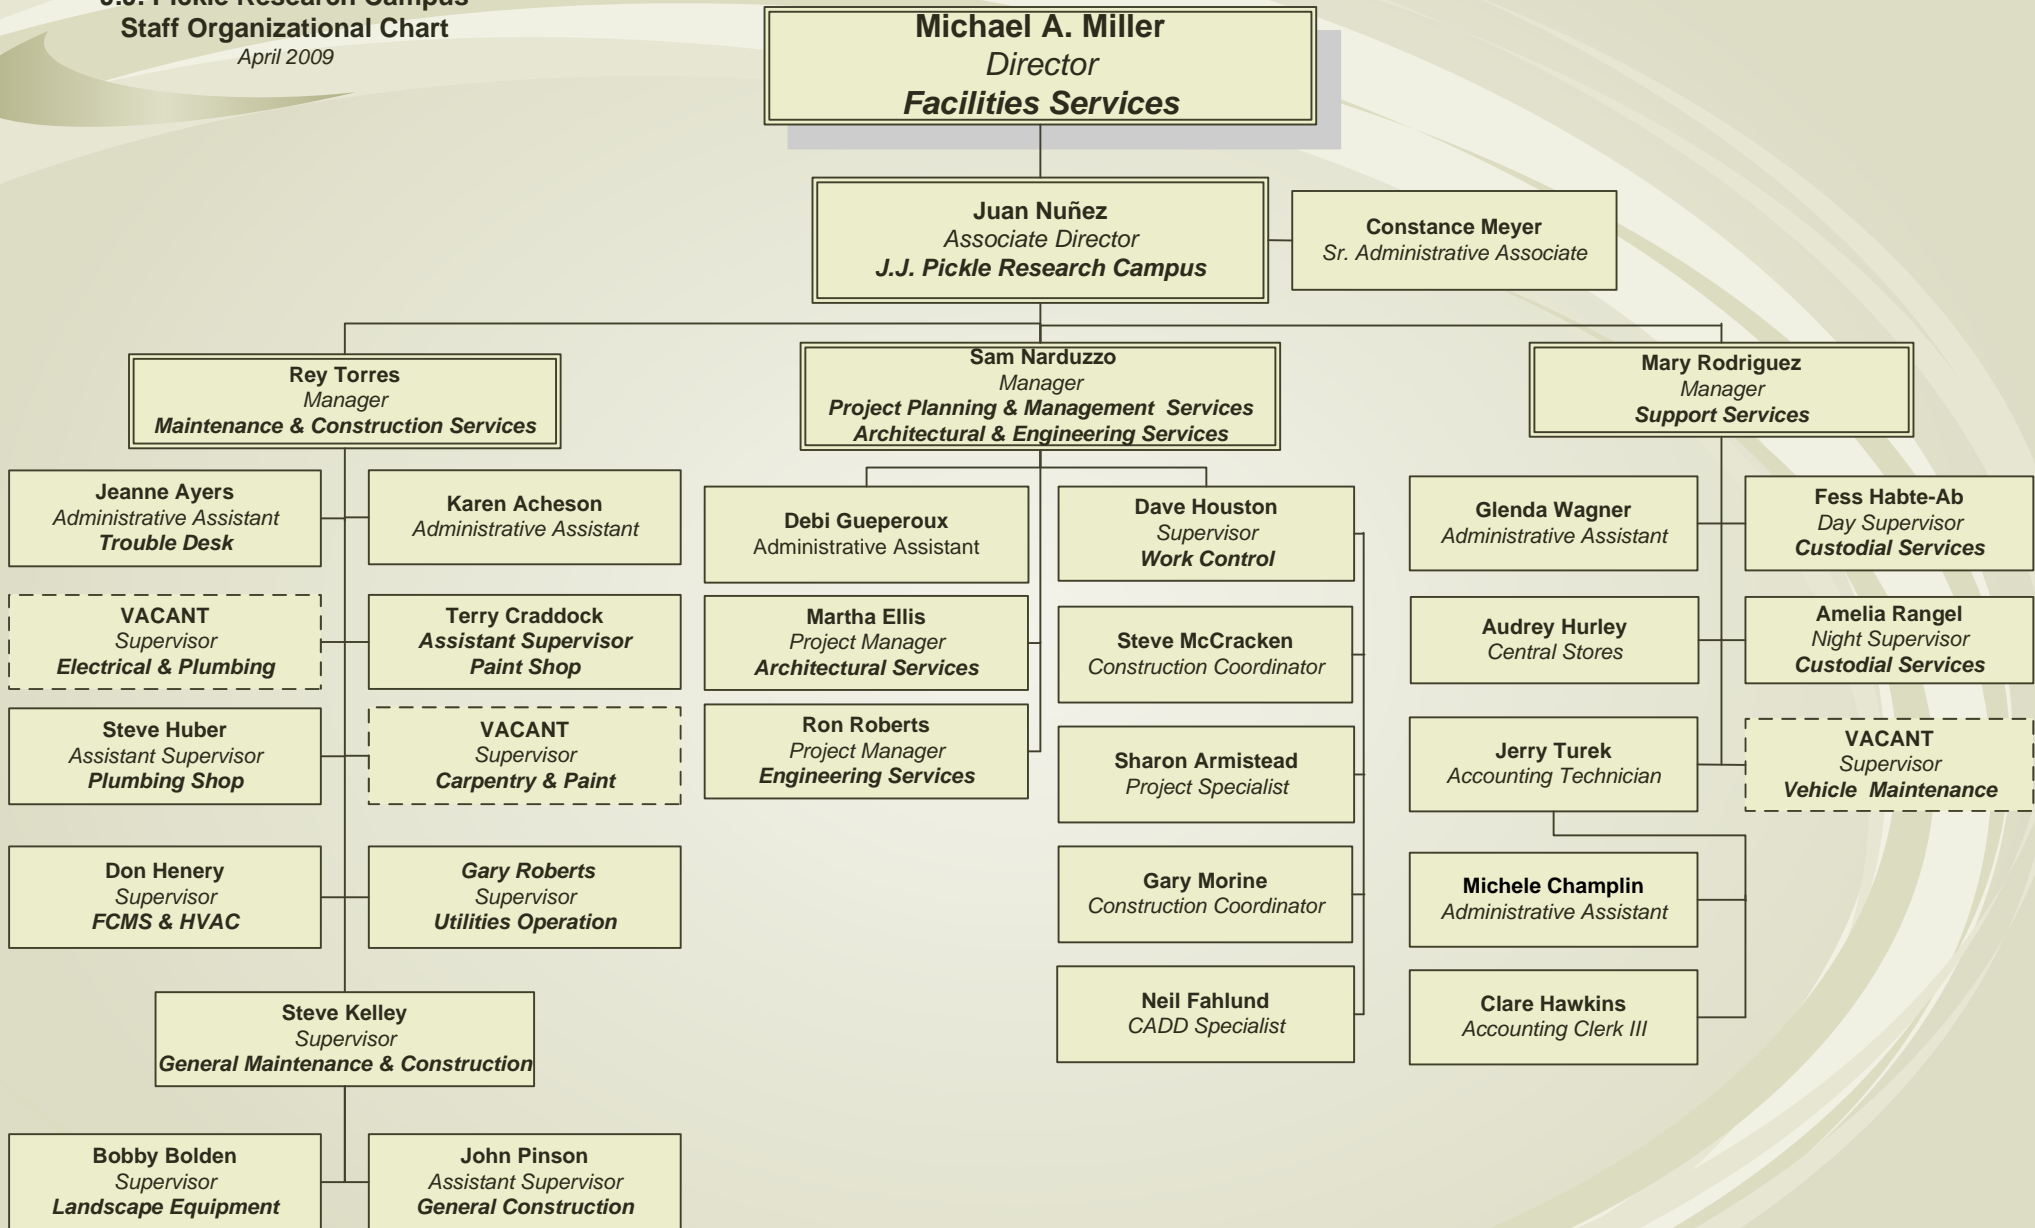 J.J. Pickle Research Campus
Staff Organizational Chart
April 2009
Michael A. Miller
Director
Facilities Services
Juan Nuñez
Associate Director
J.J. Pickle Research Campus
Constance Meyer
Sr. Administrative Associate
Rey Torres
Manager
Maintenance & Construction Services
Sam Narduzzo
Manager
Project Planning & Management  Services
Architectural & Engineering Services
Mary Rodriguez
Manager
Support Services
Jeanne Ayers
Administrative Assistant
Trouble Desk
Karen Acheson
Administrative Assistant
VACANT
Supervisor
Electrical & Plumbing
Terry Craddock
Assistant Supervisor
Paint Shop
Steve Huber
Assistant Supervisor
Plumbing Shop
VACANT
Supervisor
Carpentry & Paint
Don Henery
Supervisor
FCMS & HVAC
Gary Roberts
Supervisor
Utilities Operation
Steve Kelley
Supervisor
General Maintenance & Construction
Bobby Bolden
Supervisor
Landscape Equipment
John Pinson
Assistant Supervisor
General Construction
Debi Gueperoux
Administrative Assistant
Martha Ellis
Project Manager
Architectural Services
Ron Roberts
Project Manager
Engineering Services
Dave Houston
Supervisor
Work Control
Steve McCracken
Construction Coordinator
Sharon Armistead
Project Specialist
Gary Morine
Construction Coordinator
Neil Fahlund
CADD Specialist
Glenda Wagner
Administrative Assistant
Fess Habte-Ab
Day Supervisor
Custodial Services
Audrey Hurley
Central Stores
Amelia Rangel
Night Supervisor
Custodial Services
Jerry Turek
Accounting Technician
VACANT
Supervisor
Vehicle  Maintenance
Michele Champlin
Administrative Assistant
Clare Hawkins
Accounting Clerk III